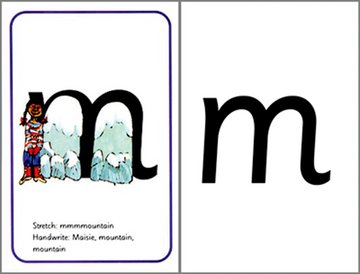 m
Stretch: mmmmountain
Handwrite: Maisie, mountain,
mountain
m